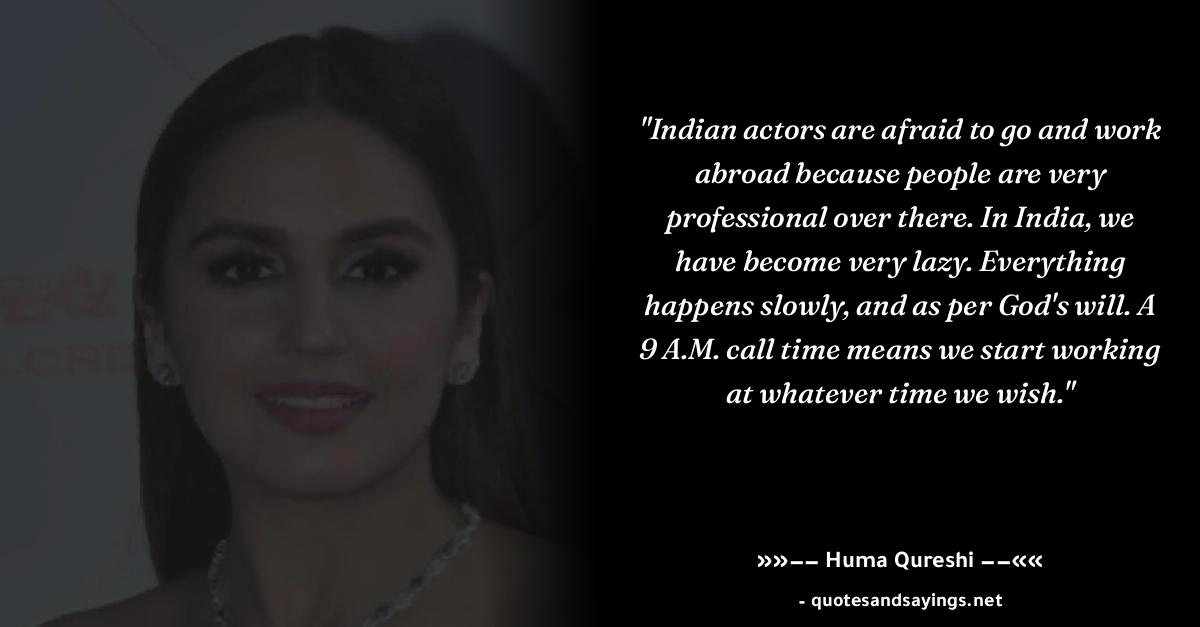 "Indian actors are afraid to go and work
abroad because people are very
professional over there. In India, we
have become very lazy. Everything
happens slowly, and as per God's will. A
9 A.M. call time means we start working
at whatever time we wish."
»»−− Huma Qureshi −−««
- quotesandsayings.net